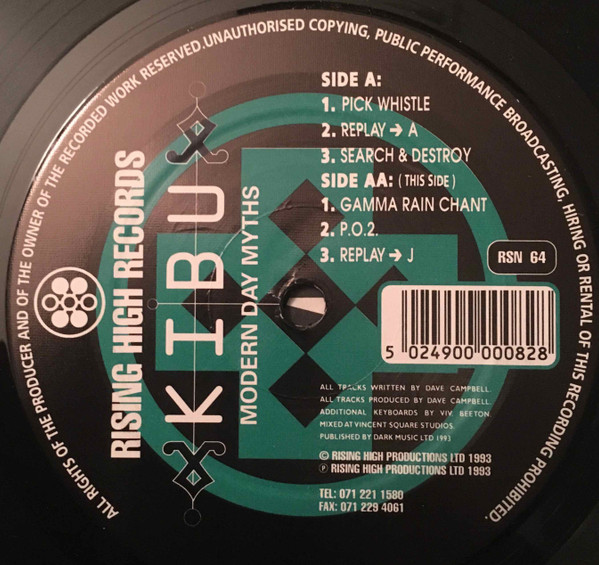 ALL RIGHTS OF THE PRODUCER AND OF THE OWNER OF THE RECORDED WORK RESERVED. UNAUTHORISED COPYING, PUBLIC PERFORMANCE BROADCASTING, HIRING OR RENTAL OF THIS RECORDING PROHIBITED.
RISING HIGH RECORDS
KIBU
MODERN DAY MYTHS
SIDE A:
1. PICK WHISTLE
2. REPLAY → A
3. SEARCH & DESTROY
SIDE AA: (THIS SIDE)
1. GAMMA RAIN CHANT
2. P.O.2.
3. REPLAY → J
RSN 64
5 024900 000828
ALL TRACKS WRITTEN BY DAVE CAMPBELL.
ALL TRACKS PRODUCED BY DAVE CAMPBELL.
ADDITIONAL KEYBOARDS BY VIV BEETON.
MIXED AT VINCENT SQUARE STUDIOS.
PUBLISHED BY DARK MUSIC LTD 1993
© RISING HIGH PRODUCTIONS LTD 1993
℗ RISING HIGH PRODUCTIONS LTD 1993
TEL: 071 221 1580
FAX: 071 229 4061